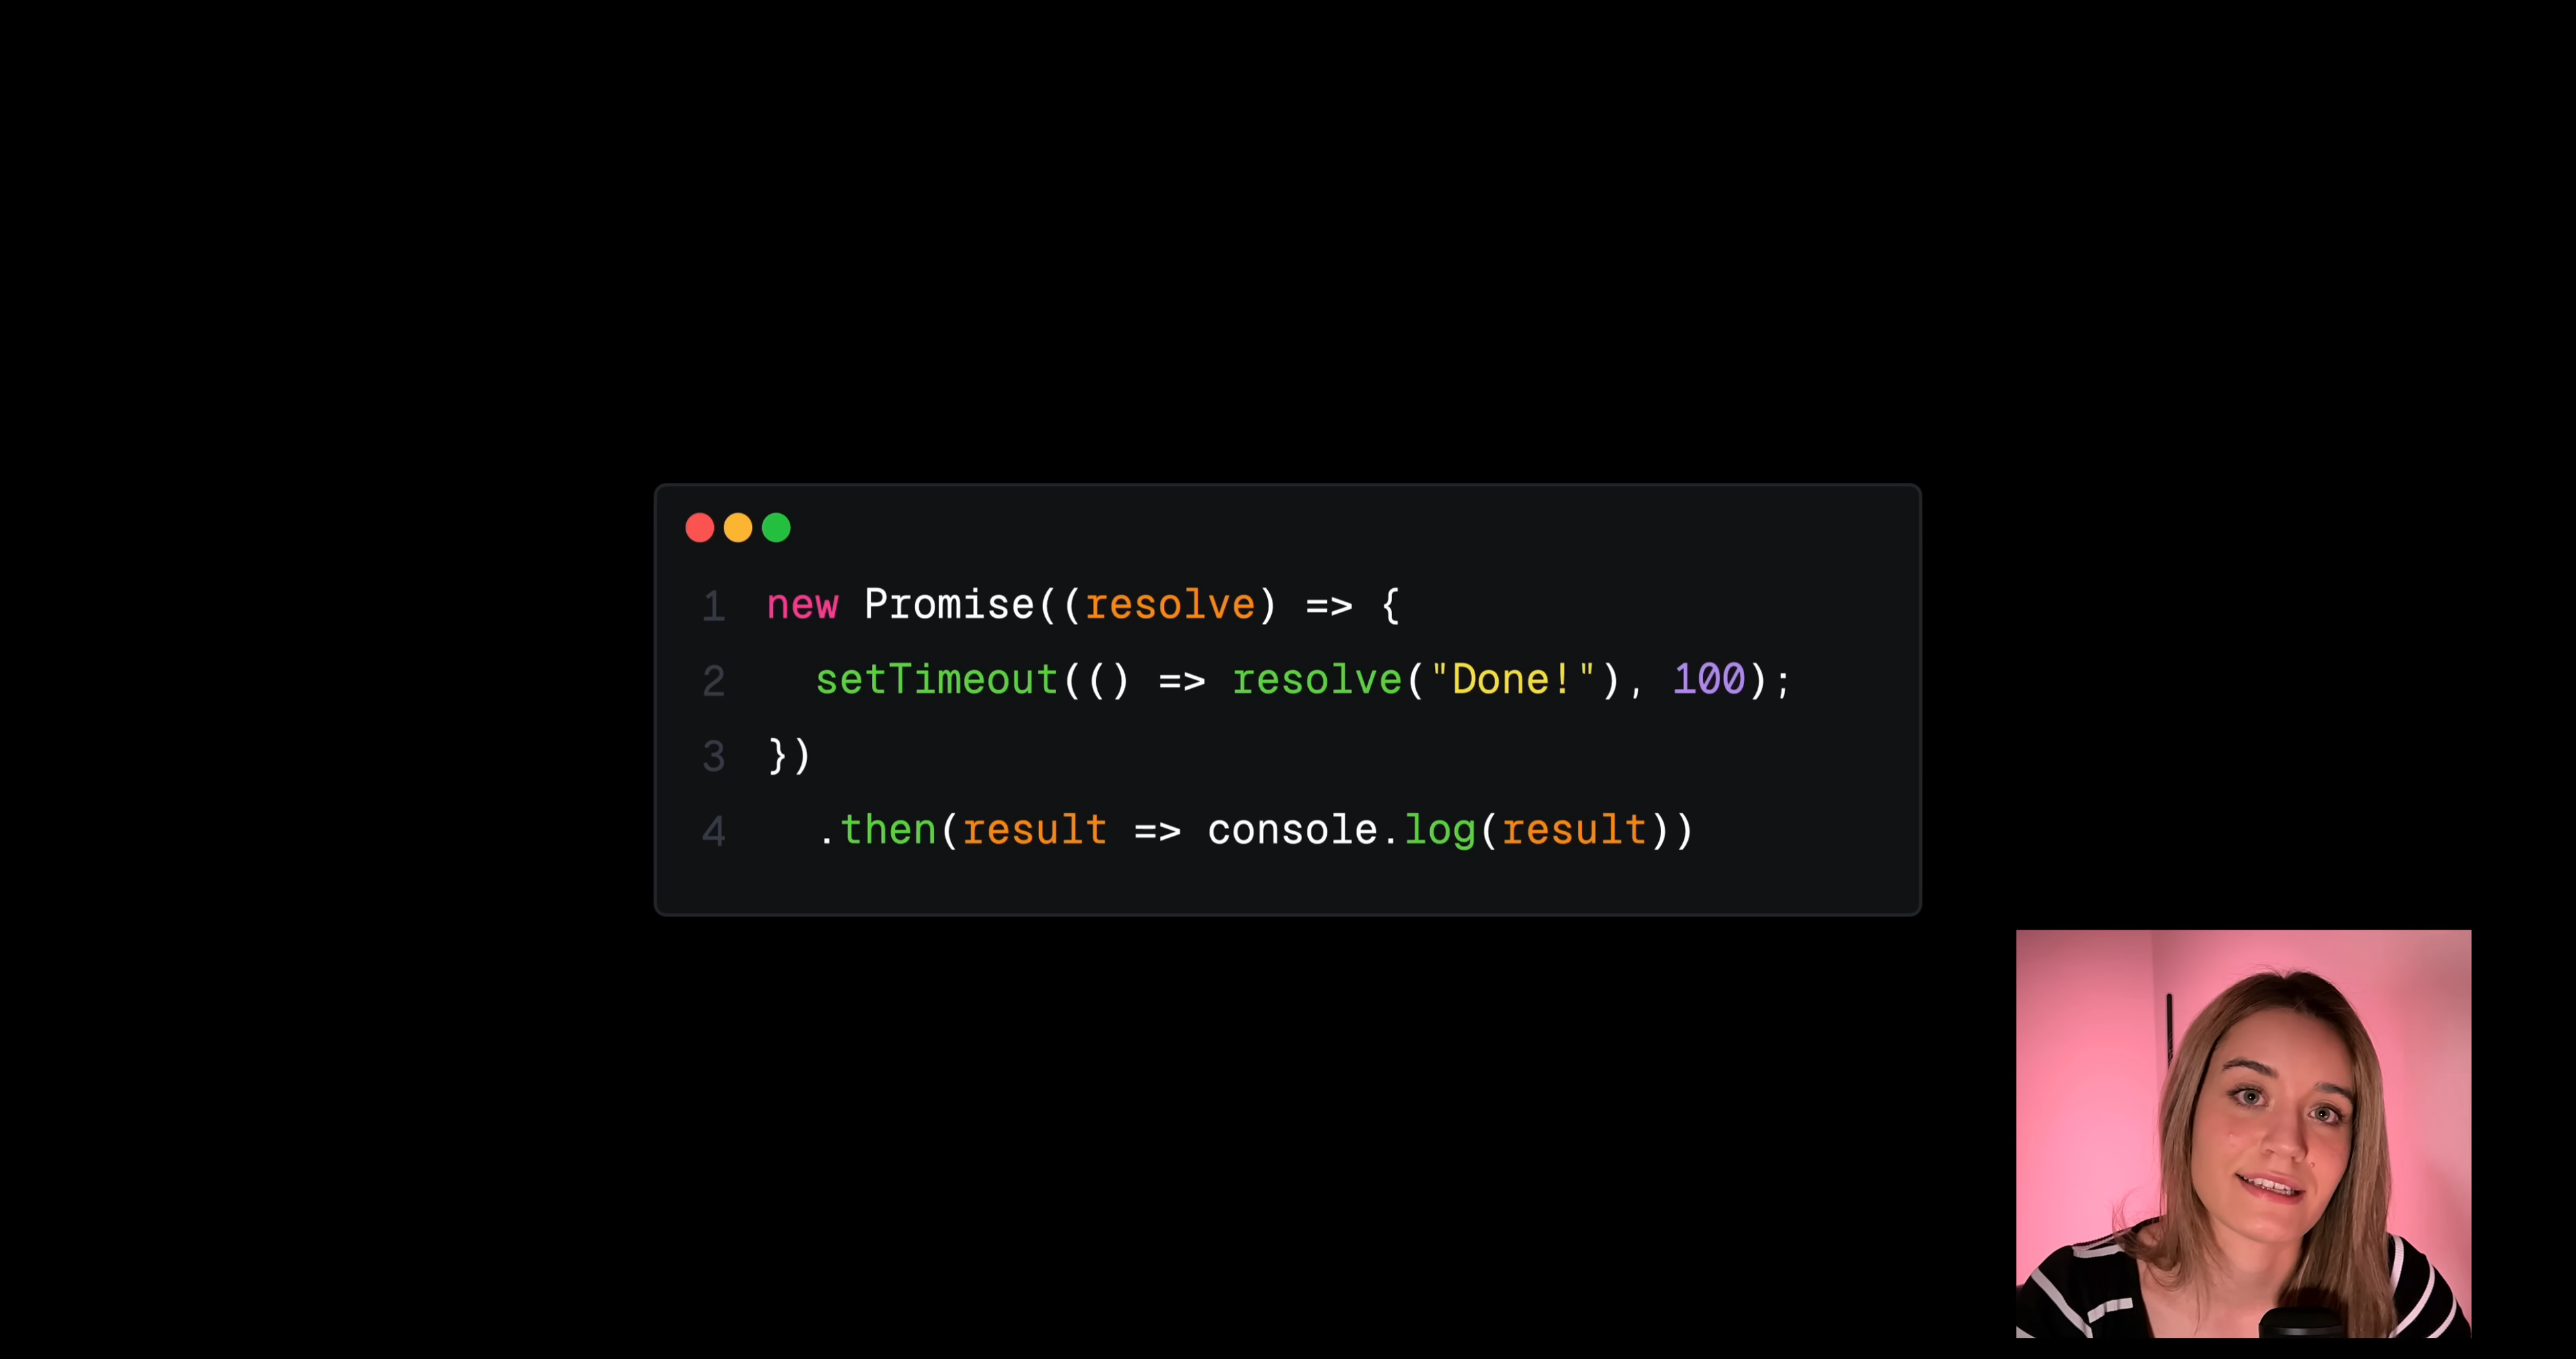 1 new Promise((resolve) => {
2   setTimeout(() => resolve("Done!"), 100);
3 })
4   .then(result => console.log(result))